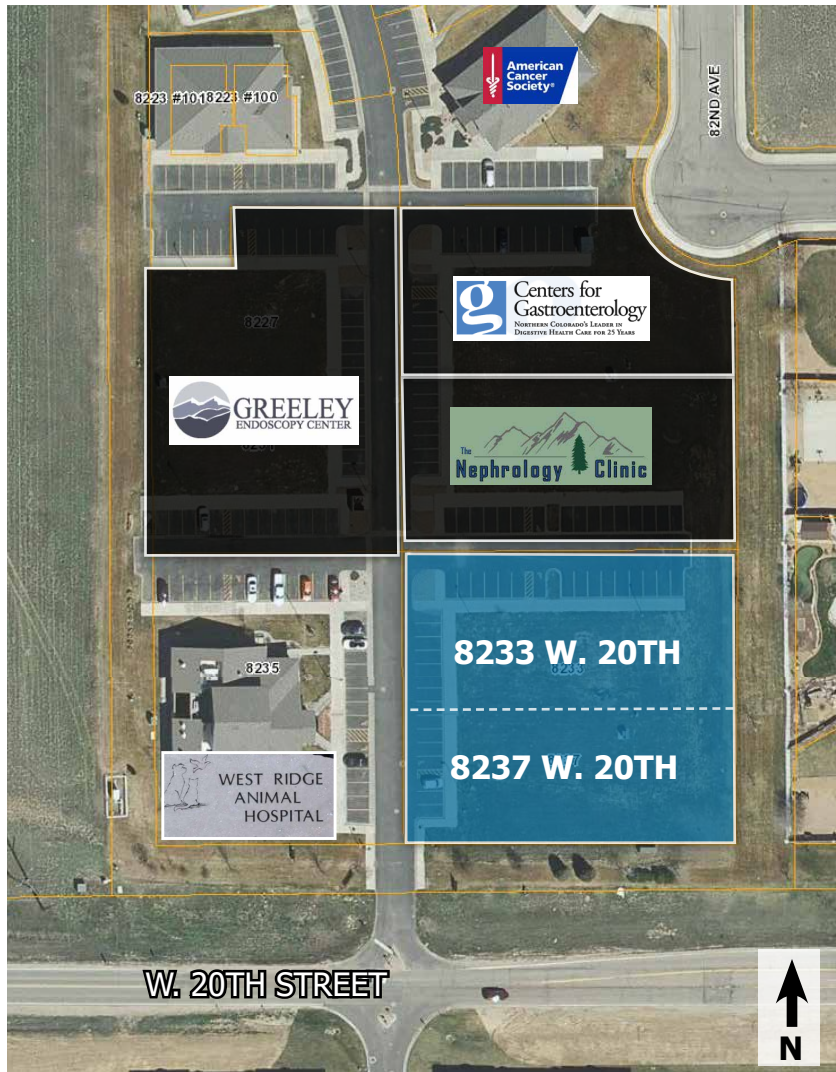 American
Cancer
Society®
8223 #101 8223 #100
82ND AVE
g Centers for
Gastroenterology
NORTHERN COLORADO'S LEADER IN
DIGESTIVE HEALTH CARE FOR 25 YEARS
8227
GREELEY
ENDOSCOPY CENTER
The
Nephrology Clinic
8233 W. 20TH
8233
8235
8237 W. 20TH
WEST RIDGE
ANIMAL
HOSPITAL
W. 20TH STREET
N